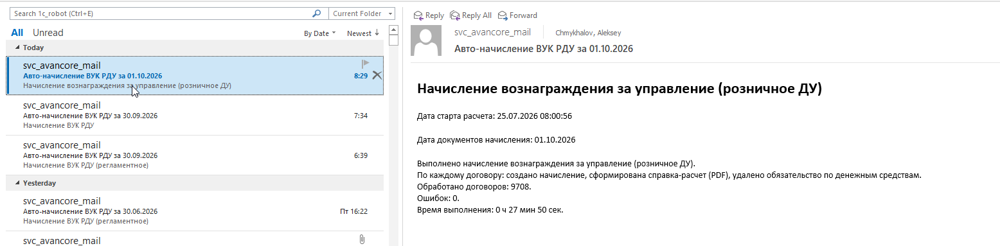 Search 1c_robot (Ctrl+E)
Current Folder
All Unread
By Date Newest ↓
Today
svc_avancore_mail
Авто-начисление ВУК РДУ за 01.10.2026 8:29
Начисление вознаграждения за управление (розничное ДУ)
svc_avancore_mail
Авто-начисление ВУК РДУ за 30.09.2026 7:34
Начисление ВУК РДУ
svc_avancore_mail
Авто-начисление ВУК РДУ за 30.09.2026 6:39
Начисление ВУК РДУ (регламентное)
Yesterday
svc_avancore_mail
Авто-начисление ВУК РДУ за 30.06.2026 Пт 16:22
Начисление ВУК РДУ (регламентное)
svc_avancore_mail
Reply Reply All Forward
svc_avancore_mail Chmykhalov, Aleksey
Авто-начисление ВУК РДУ за 01.10.2026
Начисление вознаграждения за управление (розничное ДУ)
Дата старта расчета: 25.07.2026 08:00:56
Дата документов начисления: 01.10.2026
Выполнено начисление вознаграждения за управление (розничное ДУ).
По каждому договору: создано начисление, сформирована справка-расчет (PDF), удалено обязательство по денежным средствам.
Обработано договоров: 9708.
Ошибок: 0.
Время выполнения: 0 ч 27 мин 50 сек.